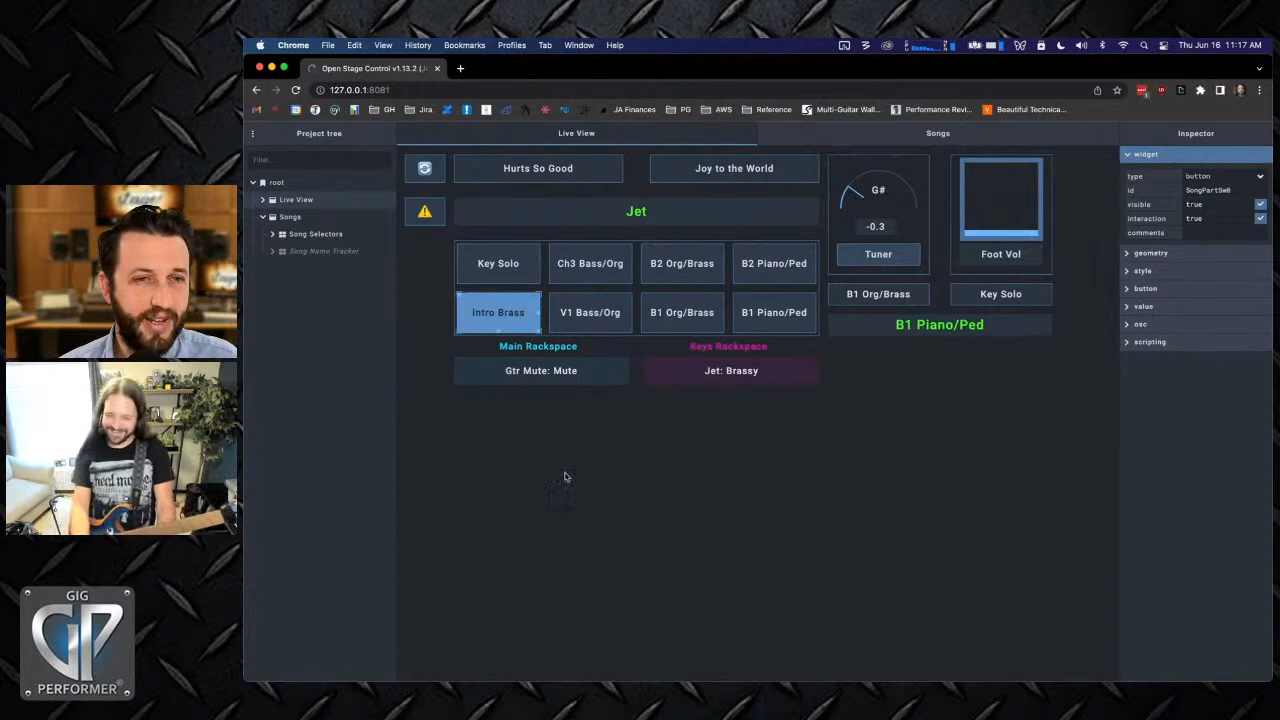 Chrome File Edit View History Bookmarks Profiles Tab Window Help
Thu Jun 16 11:17 AM
Open Stage Control v1.13.2 (J
127.0.0.1:8081
GH Jira JA Finances PG AWS Reference Multi-Guitar Wall... Performance Revi... Beautiful Technica...
Project tree
Live View
Songs
Inspector
Filter...
root
Live View
Songs
Song Selectors
Song Name Tracker
Hurts So Good
Joy to the World
Jet
Key Solo
Ch3 Bass/Org
B2 Org/Brass
B2 Piano/Ped
Intro Brass
V1 Bass/Org
B1 Org/Brass
B1 Piano/Ped
Main Rackspace
Keys Rackspace
Gtr Mute: Mute
Jet: Brassy
G#
-0.3
Tuner
Foot Vol
B1 Org/Brass
Key Solo
B1 Piano/Ped
widget
type button
id SongPartSw0
visible true
interaction true
comments
geometry
style
button
value
osc
scripting
GIG
GP
PERFORMER®